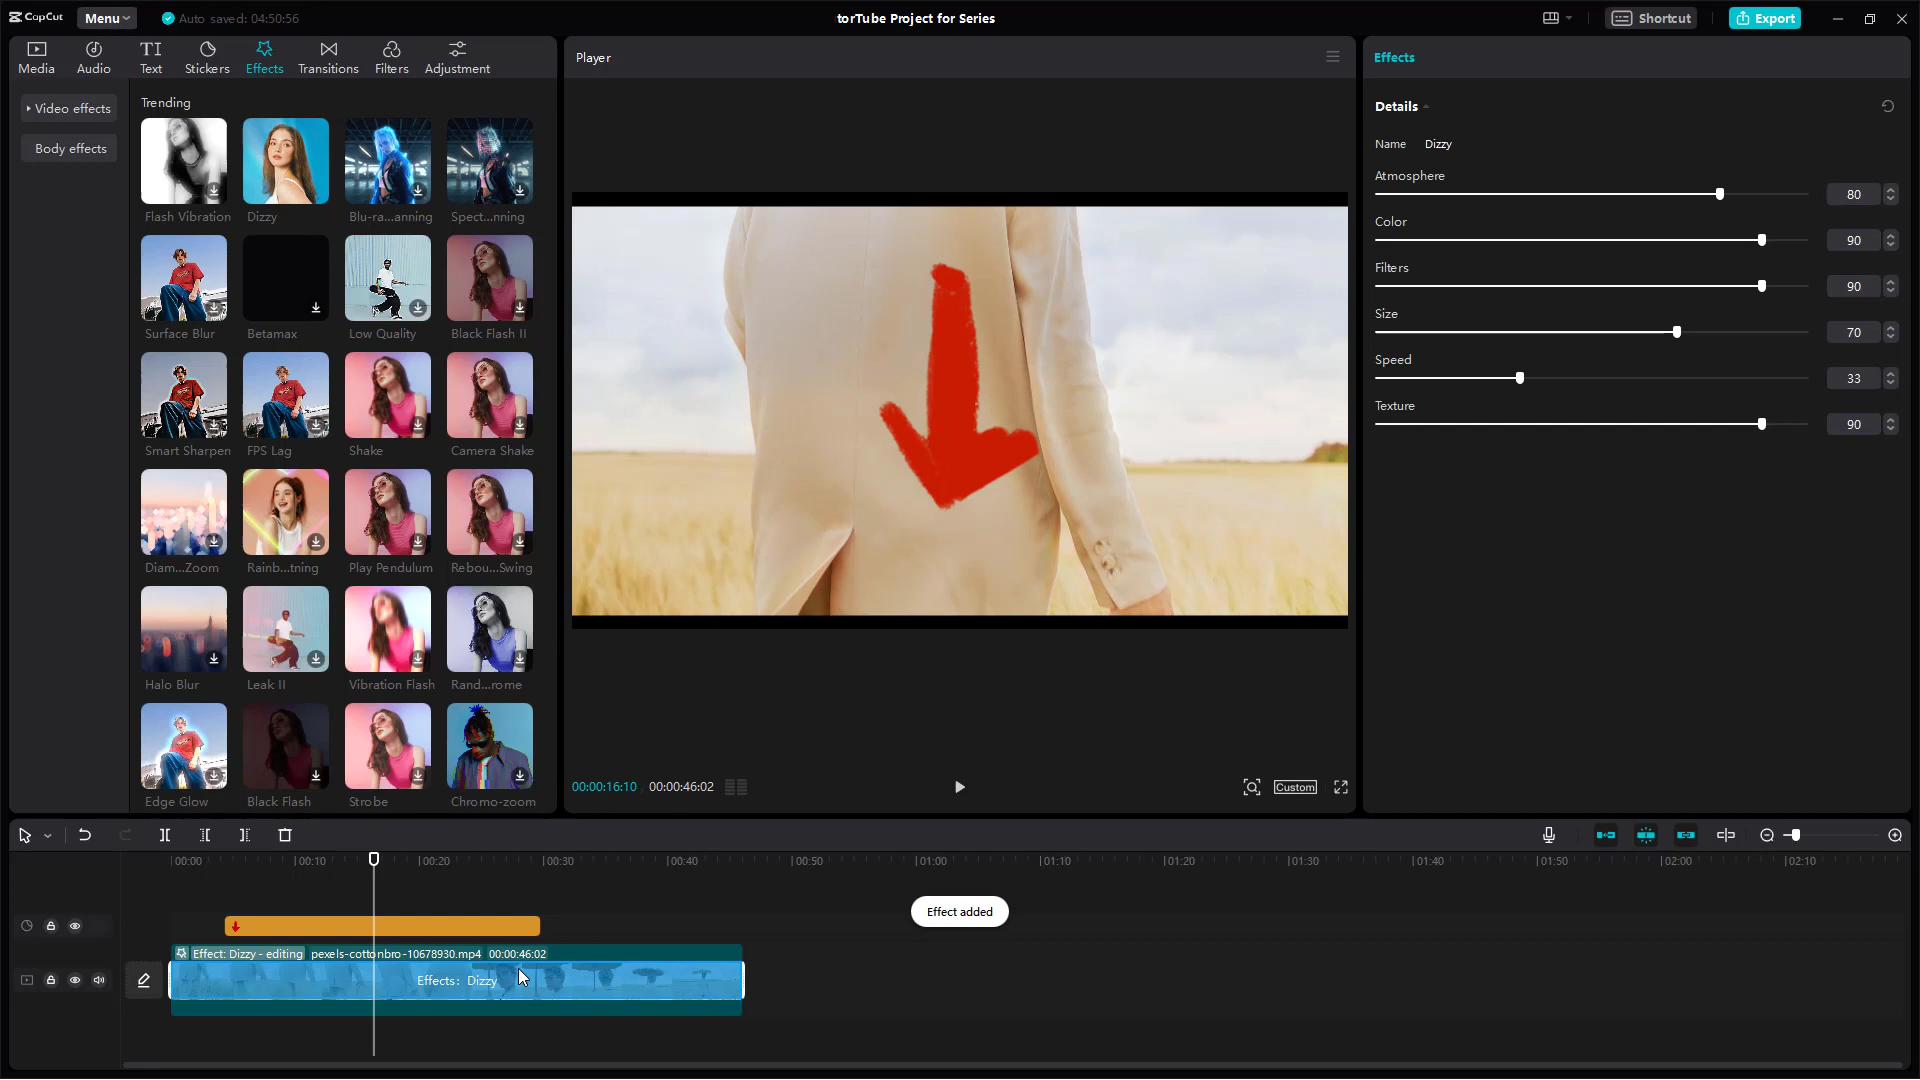 CapCut
Menu
Auto saved: 04:50:56
torTube Project for Series
Shortcut
Export
Media
Audio
TI
Text
Stickers
Effects
Transitions
Filters
Adjustment
Player
Effects
Video effects
Body effects
Trending
Flash Vibration
Dizzy
Blu-ra...anning
Spect...nning
Surface Blur
Betamax
Low Quality
Black Flash II
Smart Sharpen
FPS Lag
Shake
Camera Shake
Diam...Zoom
Rainb...tning
Play Pendulum
Rebou...Swing
Halo Blur
Leak II
Vibration Flash
Rand...rome
Edge Glow
Black Flash
Strobe
Chromo-zoom
00:00:16:10
00:00:46:02
Custom
Details
Name Dizzy
Atmosphere
80
Color
90
Filters
90
Size
70
Speed
33
Texture
90
00:00
00:10
00:20
00:30
00:40
00:50
01:00
01:10
01:20
01:30
01:40
01:50
02:00
02:10
Effect added
Effect: Dizzy - editing pexels-cottonbro-10678930.mp4 00:00:46:02
Effects: Dizzy